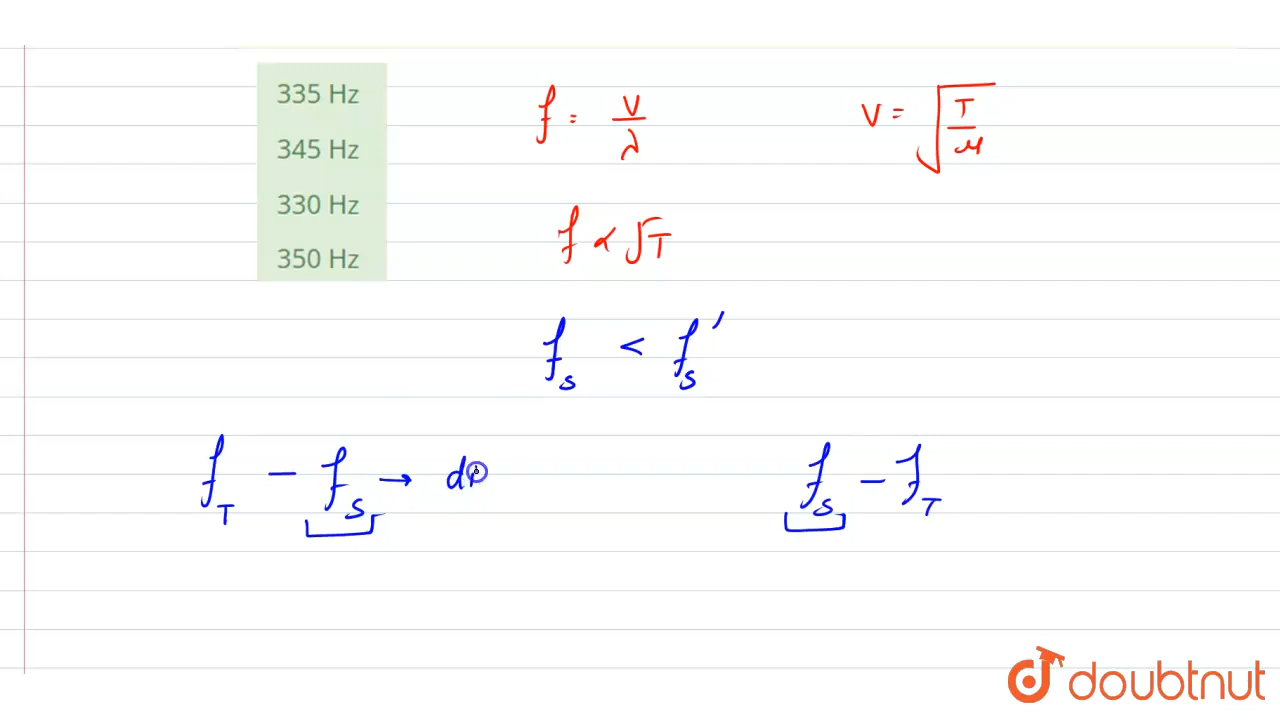 335 Hz
345 Hz
330 Hz
350 Hz
f = V/λ
V = √(T/μ)
f ∝ √T
f_S < f_S'
f_T − f_S →
f_S − f_T
doubtnut